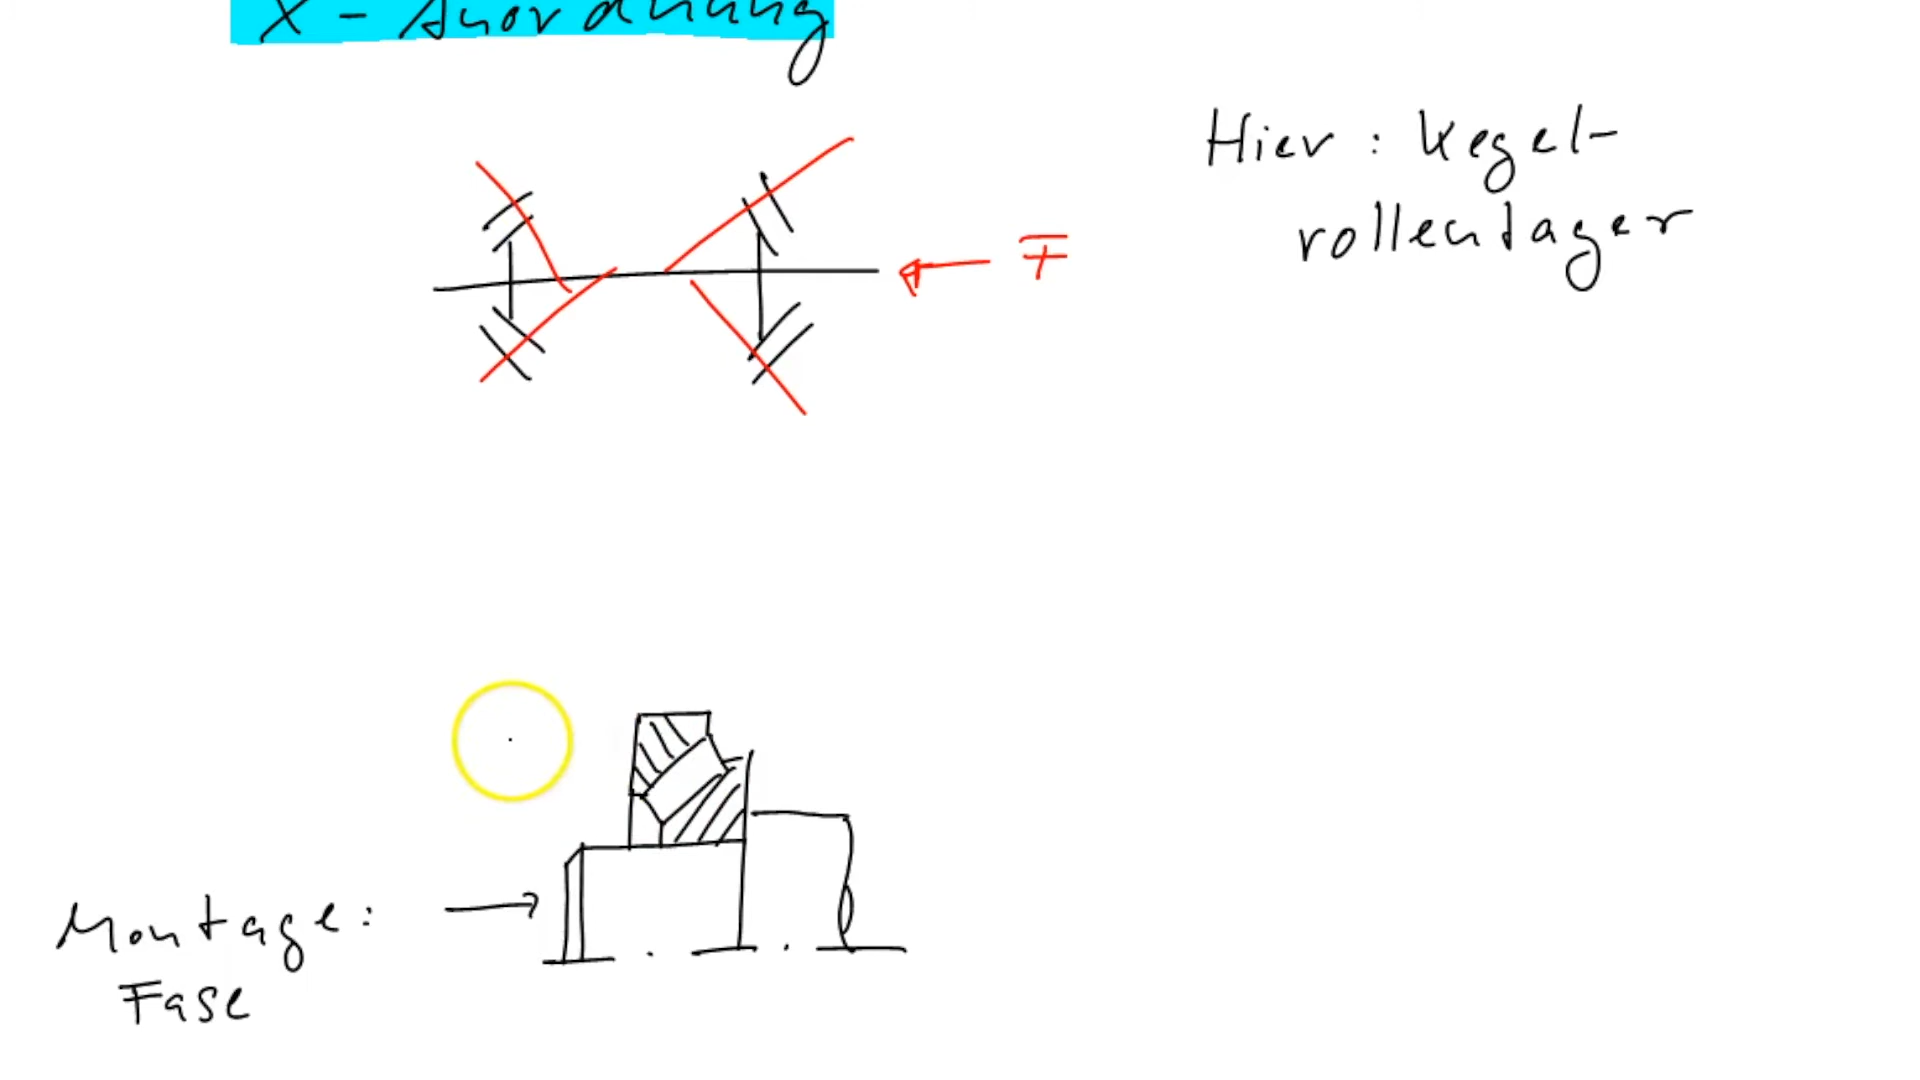 X - Anordnung
Hier : Kegel-
rollenlager
F
Montage:
Fase